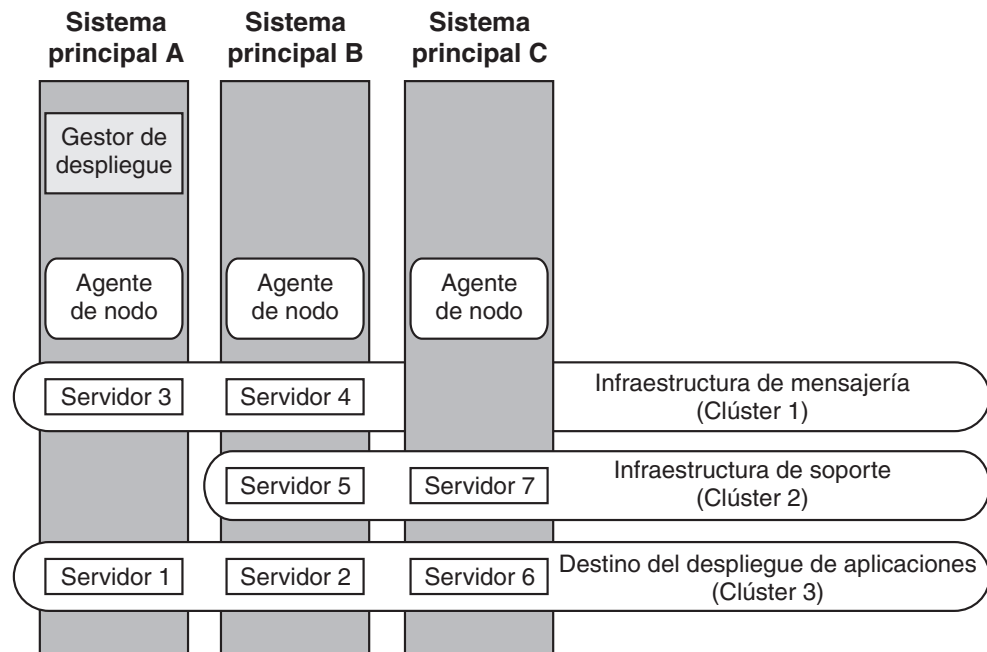 Sistema
principal A
Sistema
principal B
Sistema
principal C
Gestor de
despliegue
Agente
de nodo
Agente
de nodo
Agente
de nodo
Servidor 3
Servidor 4
Infraestructura de mensajería
(Clúster 1)
Servidor 5
Servidor 7
Infraestructura de soporte
(Clúster 2)
Servidor 1
Servidor 2
Servidor 6
Destino del despliegue de aplicaciones
(Clúster 3)